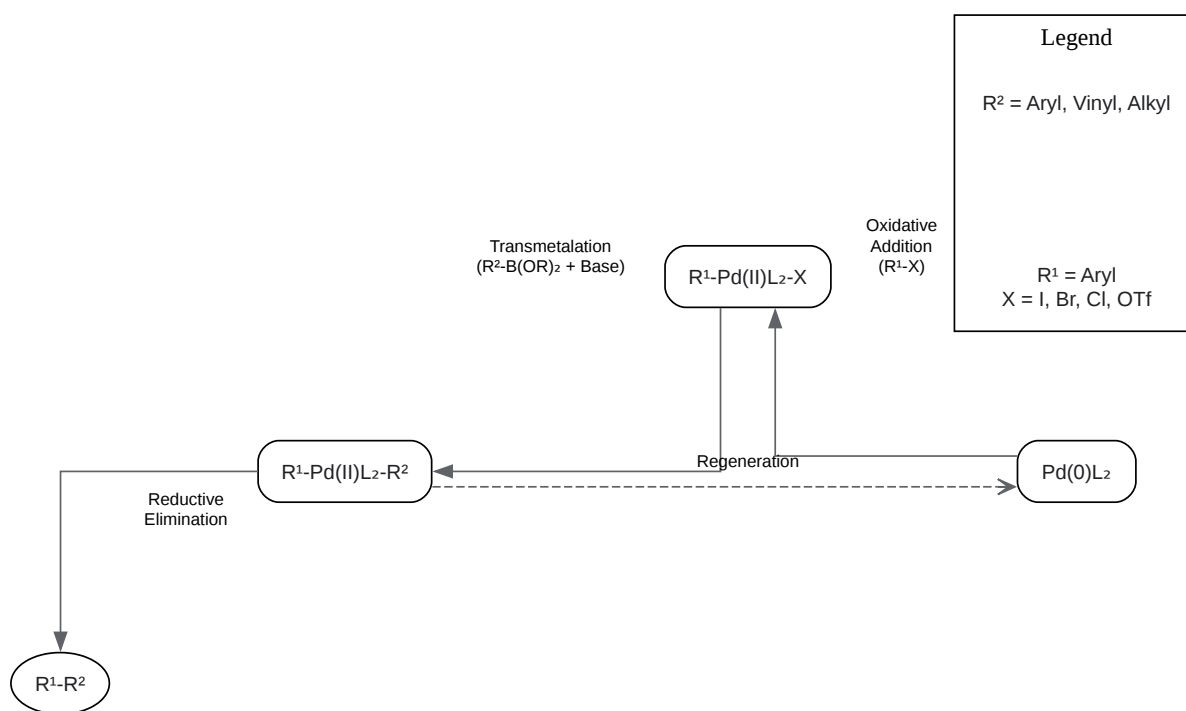 Legend
R² = Aryl, Vinyl, Alkyl
R¹ = Aryl
X = I, Br, Cl, OTf
Transmetalation
(R²-B(OR)₂ + Base)
Oxidative
Addition
(R¹-X)
R¹-Pd(II)L₂-X
Regeneration
R¹-Pd(II)L₂-R²
Pd(0)L₂
Reductive
Elimination
R¹-R²